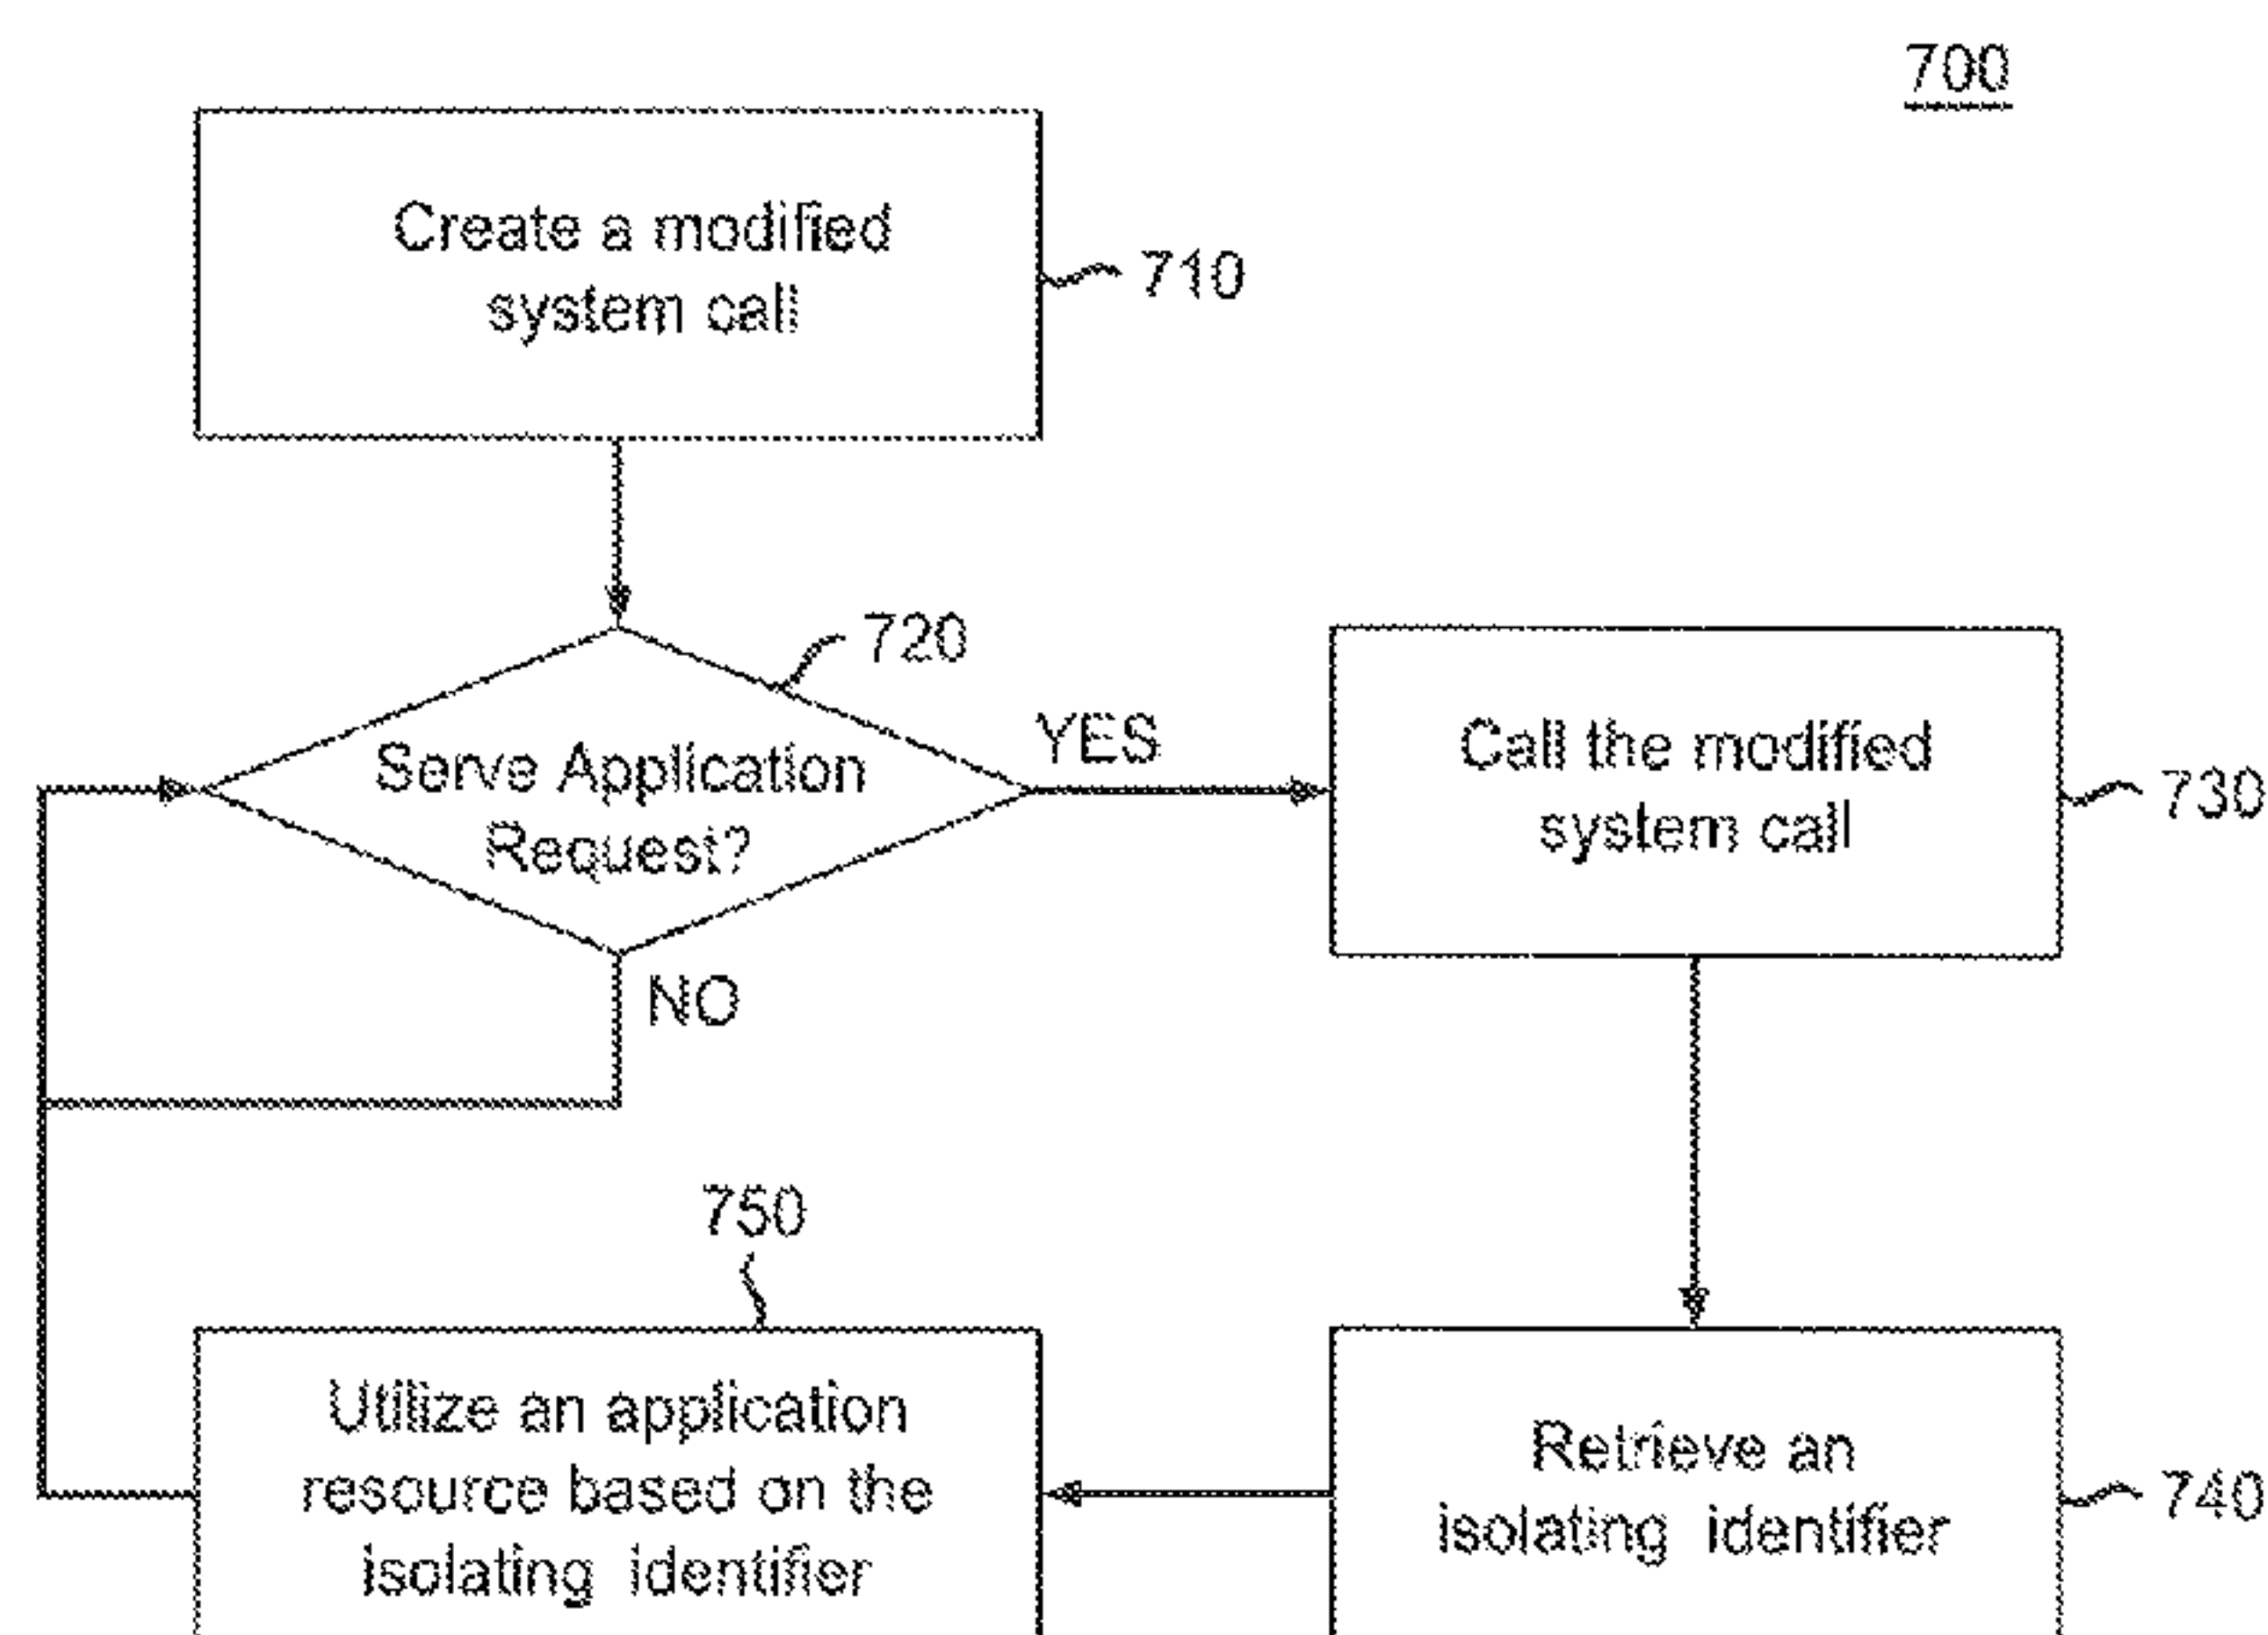 700
Create a modified
system call
710
720
Serve Application
Request?
YES
NO
Call the modified
system call
730
750
Utilize an application
resource based on the
isolating identifier
Retrieve an
isolating identifier
740